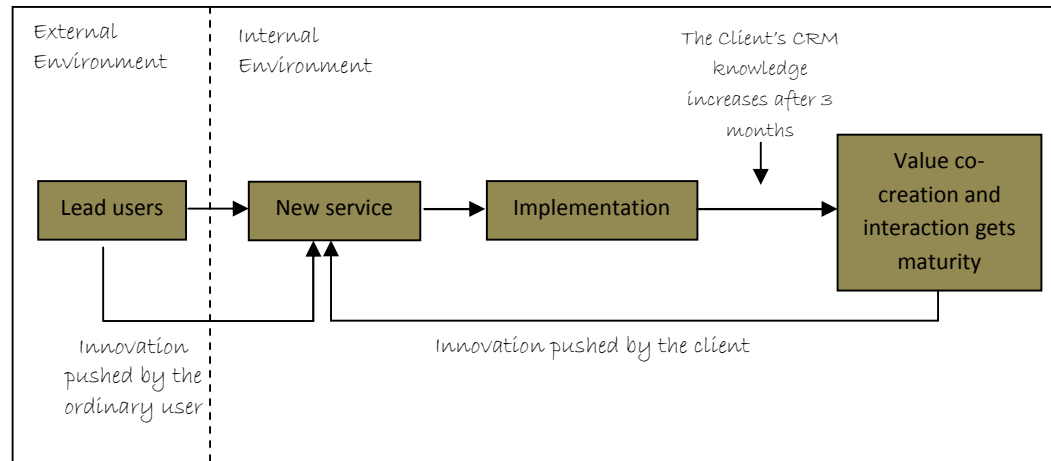 External
Environment
Internal
Environment
The Client's CRM
knowledge
increases after 3
months
Lead users
New service
Implementation
Value co-
creation and
interaction gets
maturity
Innovation
pushed by the
ordinary user
Innovation pushed by the client